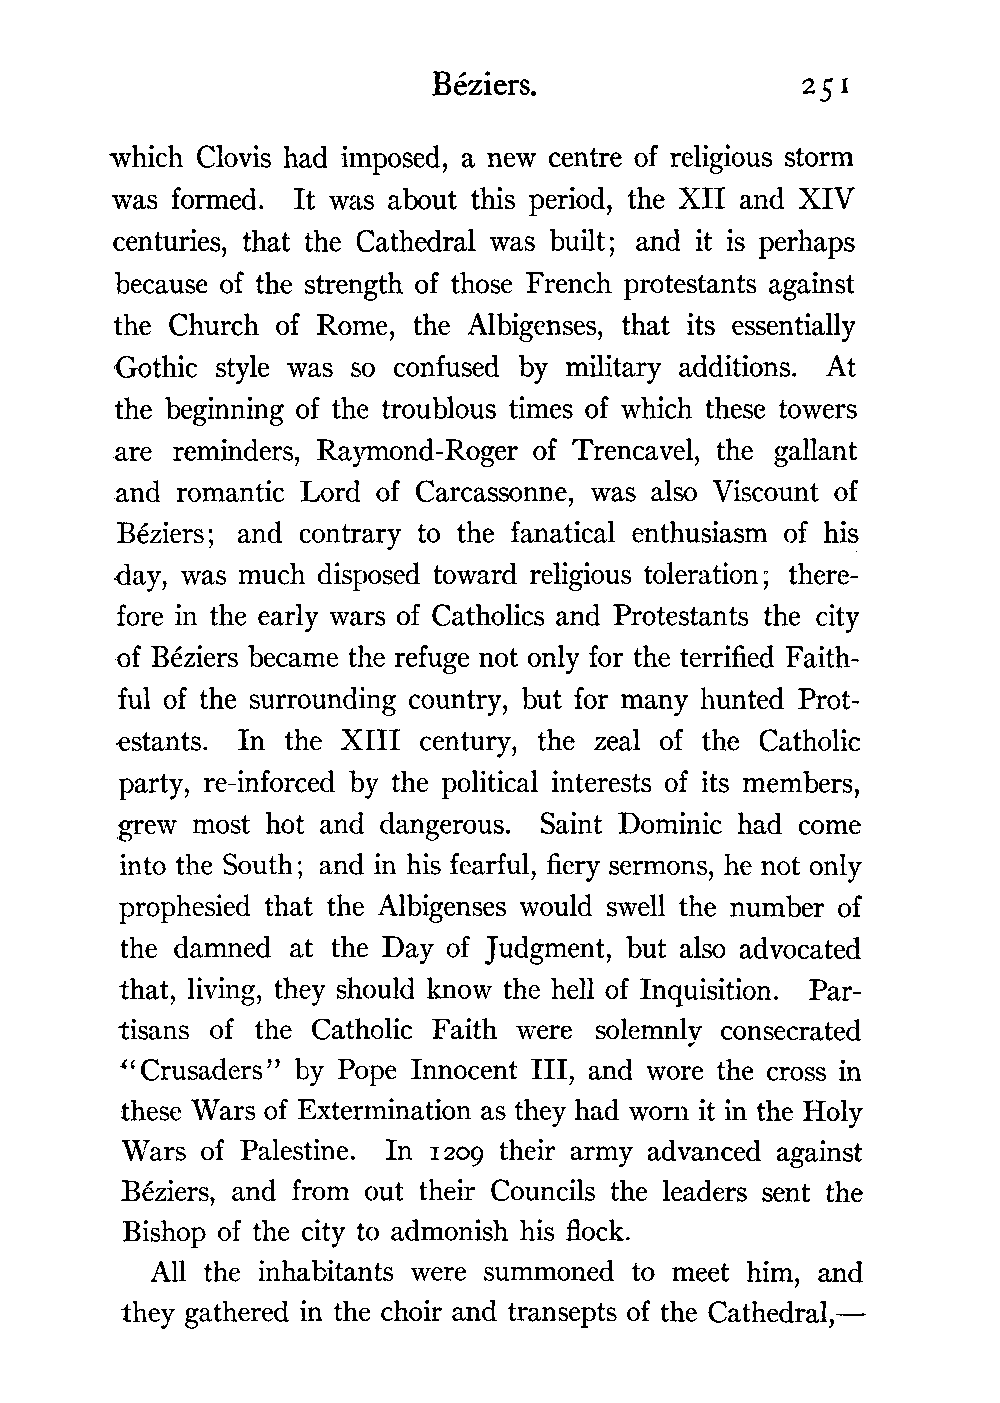 Béziers. 251
which Clovis had imposed, a new centre of religious storm
was formed. It was about this period, the XII and XIV
centuries, that the Cathedral was built; and it is perhaps
because of the strength of those French protestants against
the Church of Rome, the Albigenses, that its essentially
Gothic style was so confused by military additions. At
the beginning of the troublous times of which these towers
are reminders, Raymond-Roger of Trencavel, the gallant
and romantic Lord of Carcassonne, was also Viscount of
Béziers; and contrary to the fanatical enthusiasm of his
day, was much disposed toward religious toleration; there-
fore in the early wars of Catholics and Protestants the city
of Béziers became the refuge not only for the terrified Faith-
ful of the surrounding country, but for many hunted Prot-
estants. In the XIII century, the zeal of the Catholic
party, re-inforced by the political interests of its members,
grew most hot and dangerous. Saint Dominic had come
into the South; and in his fearful, fiery sermons, he not only
prophesied that the Albigenses would swell the number of
the damned at the Day of Judgment, but also advocated
that, living, they should know the hell of Inquisition. Par-
tisans of the Catholic Faith were solemnly consecrated
"Crusaders" by Pope Innocent III, and wore the cross in
these Wars of Extermination as they had worn it in the Holy
Wars of Palestine. In 1209 their army advanced against
Béziers, and from out their Councils the leaders sent the
Bishop of the city to admonish his flock.
All the inhabitants were summoned to meet him, and
they gathered in the choir and transepts of the Cathedral,—